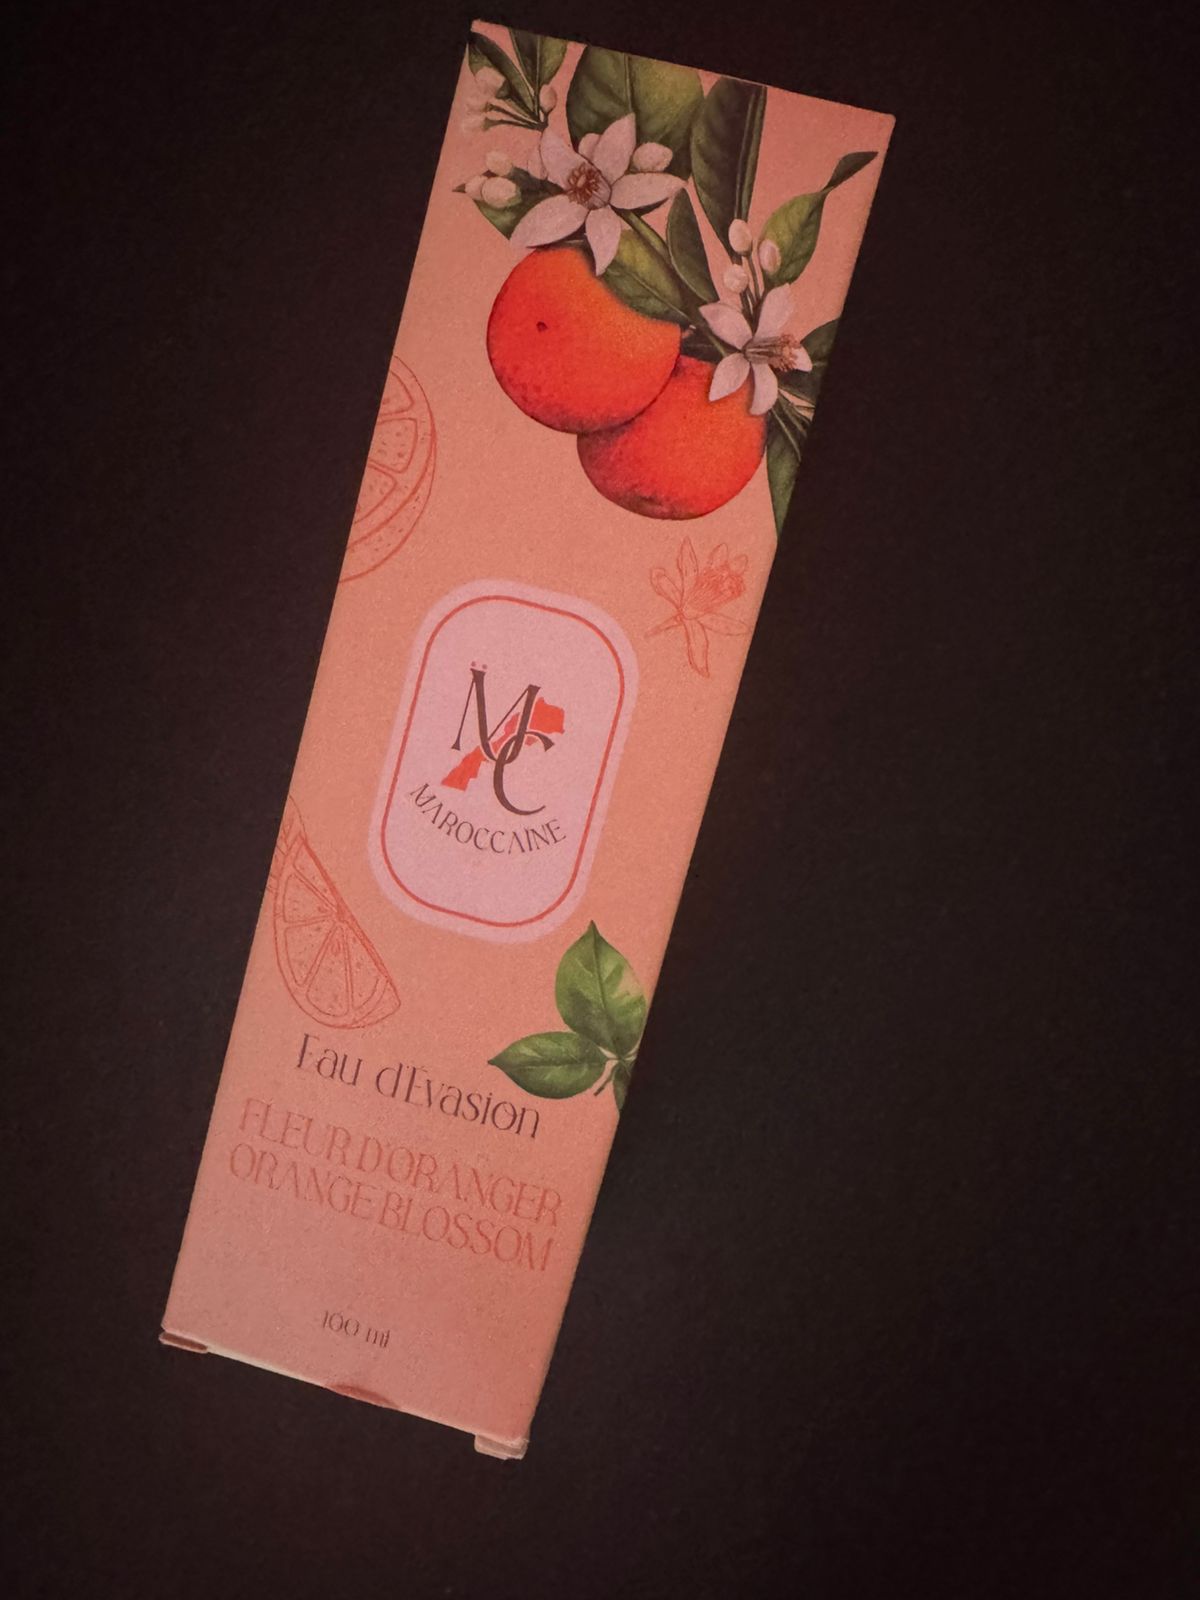 MC
MAROCCAINE
Eau d'Évasion
FLEUR D'ORANGER
ORANGE BLOSSOM
100 ml